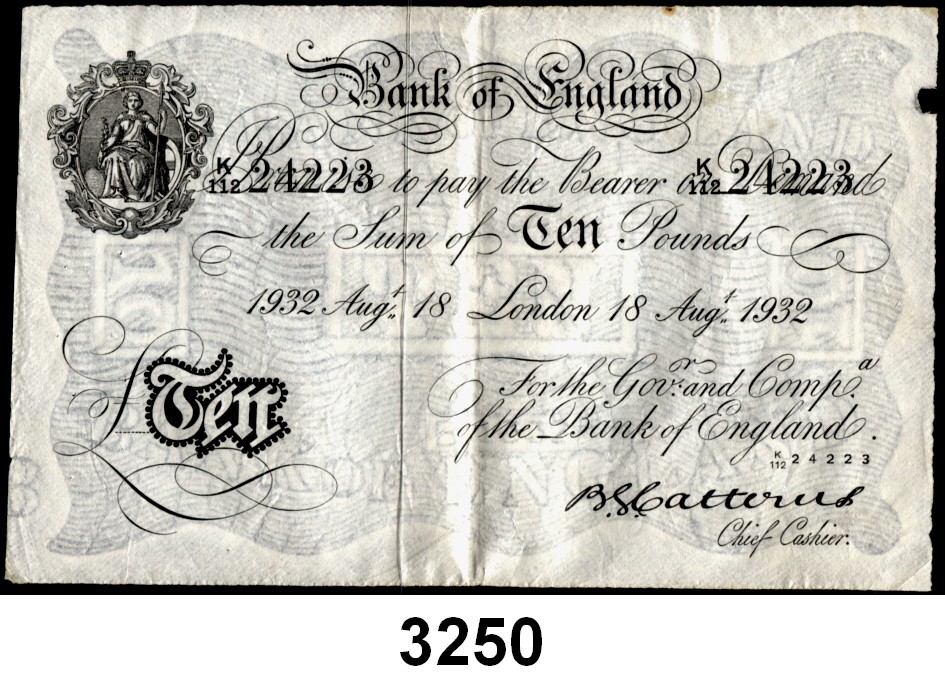 Bank of England
K/112 24223 to pay the Bearer on Demand K/112 24223
the Sum of Ten Pounds
1932 Augt. 18 London 18 Augt. 1932
For the Govr. and Compa.
of the Bank of England.
£Ten
K/112 24223
B.G. Catterns
Chief Cashier.
3250